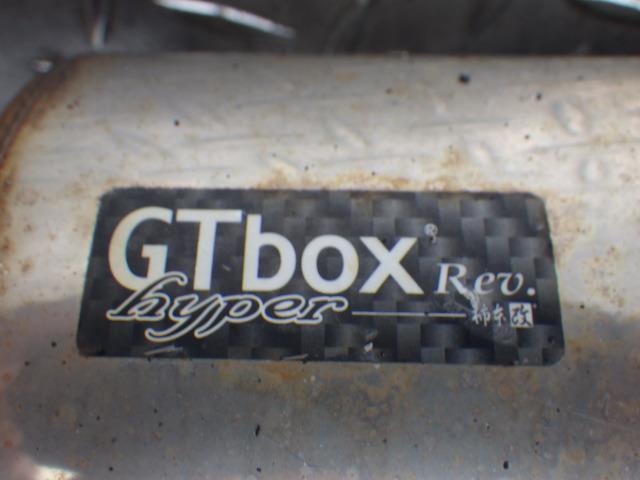 GTbox® Rev.
hyper 柿本改